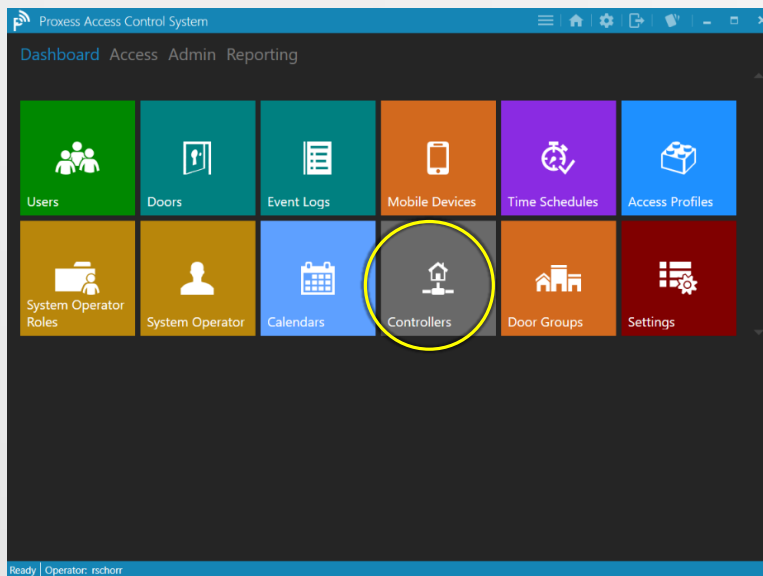 Proxess Access Control System
Dashboard Access Admin Reporting
Users
Doors
Event Logs
Mobile Devices
Time Schedules
Access Profiles
System Operator
Roles
System Operator
Calendars
Controllers
Door Groups
Settings
Ready Operator: rschorr